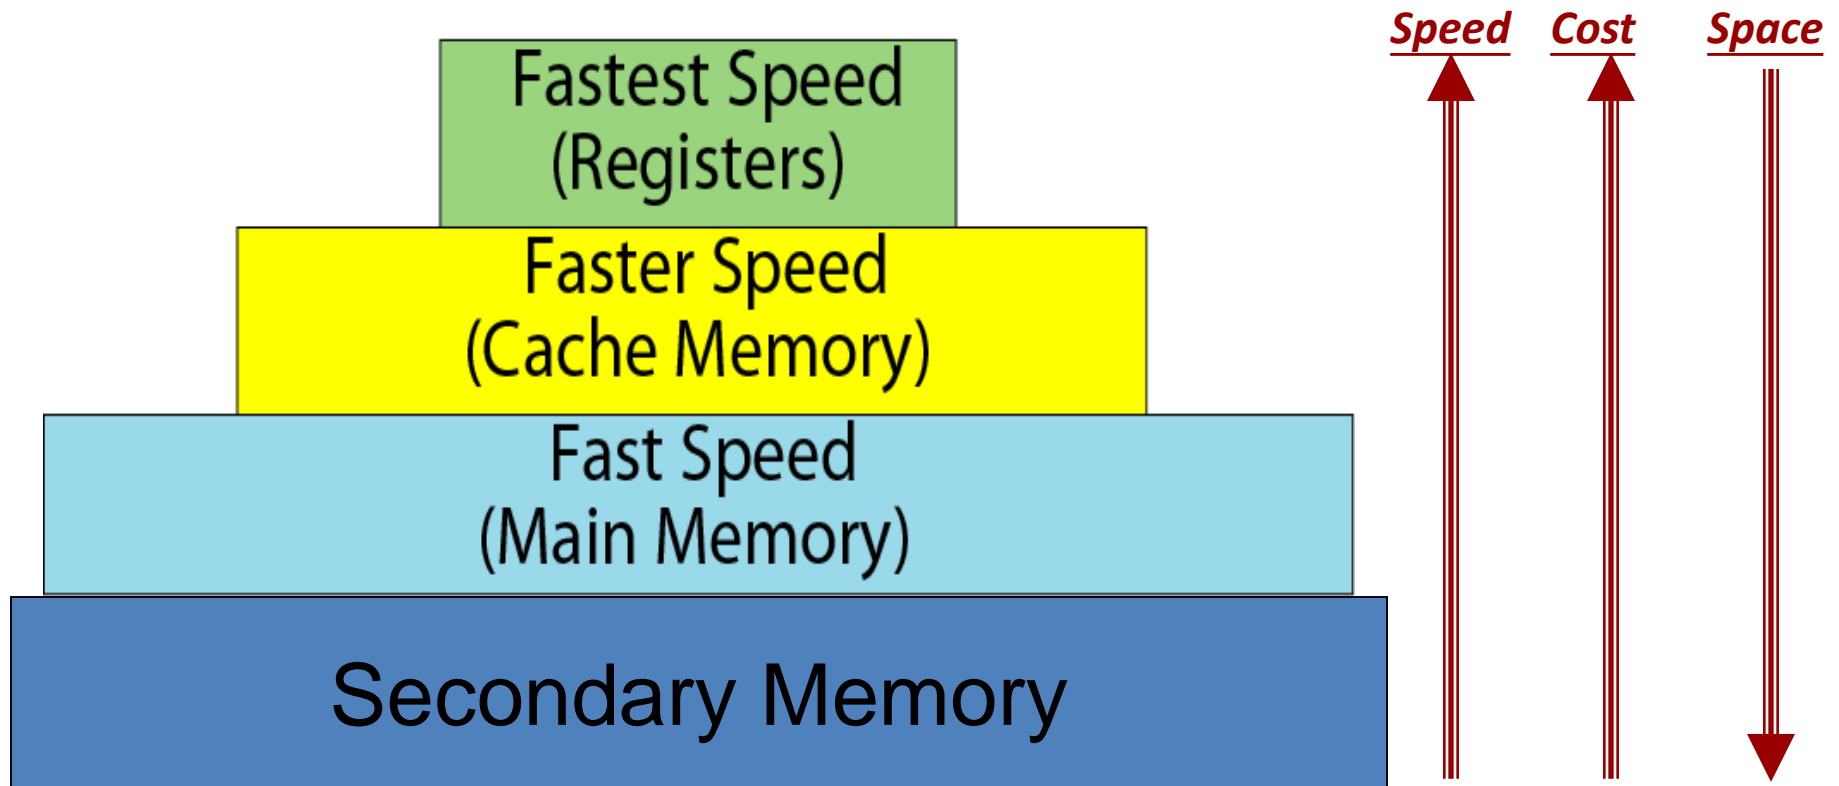 Speed Cost Space
Fastest Speed
(Registers)
Faster Speed
(Cache Memory)
Fast Speed
(Main Memory)
Secondary Memory